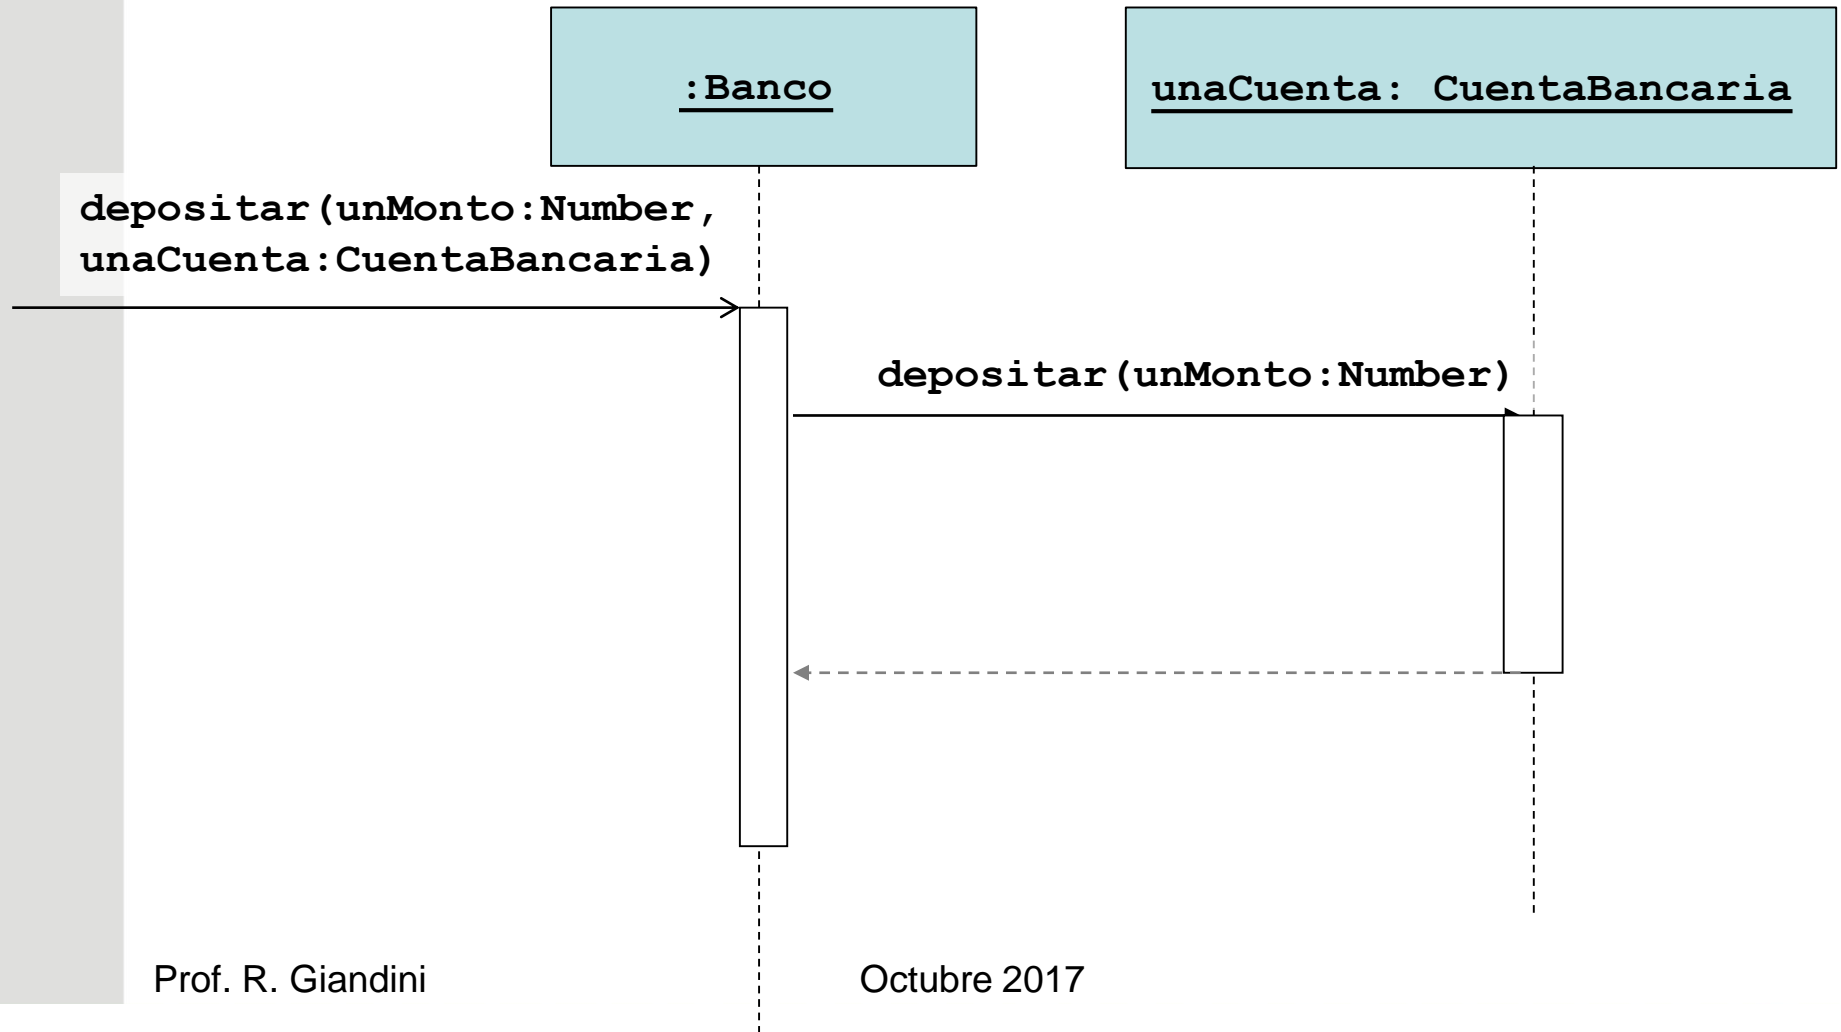 :Banco
unaCuenta: CuentaBancaria
depositar(unMonto:Number,
unaCuenta:CuentaBancaria)
depositar(unMonto:Number)
Prof. R. Giandini
Octubre 2017